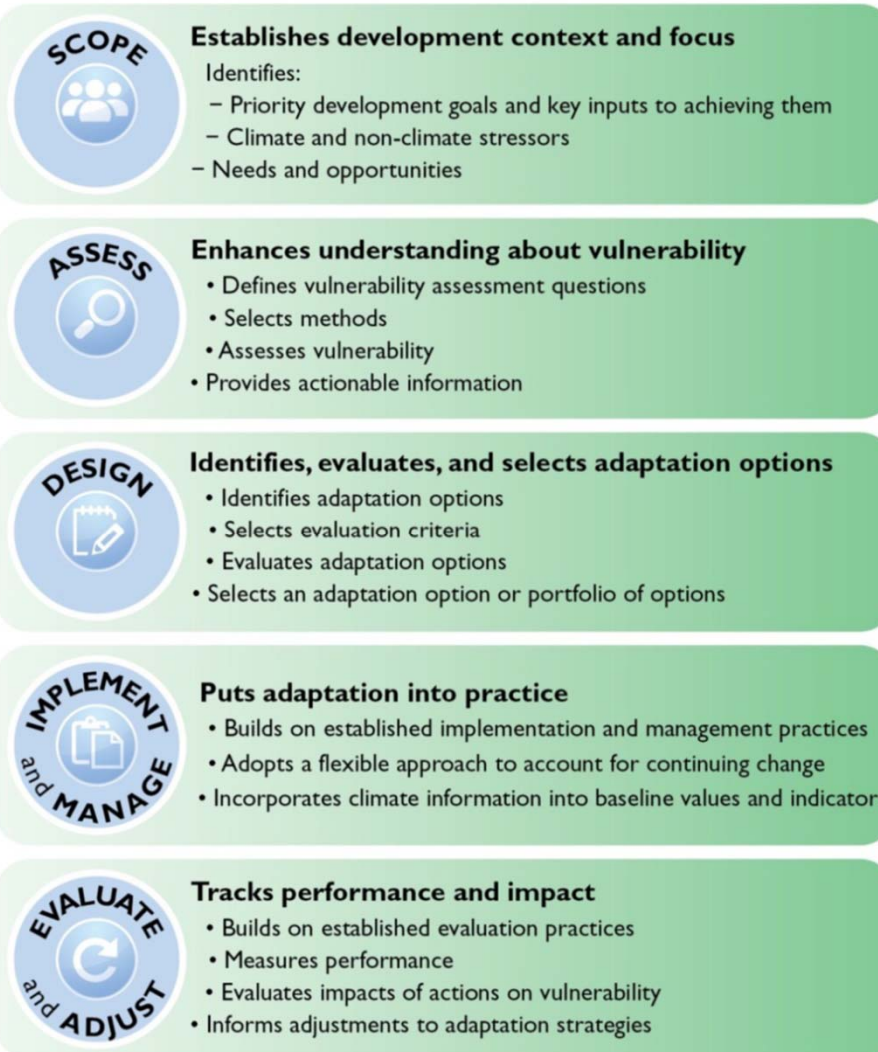 SCOPE
Establishes development context and focus
Identifies:
– Priority development goals and key inputs to achieving them
– Climate and non-climate stressors
– Needs and opportunities
ASSESS
Enhances understanding about vulnerability
• Defines vulnerability assessment questions
• Selects methods
• Assesses vulnerability
• Provides actionable information
DESIGN
Identifies, evaluates, and selects adaptation options
• Identifies adaptation options
• Selects evaluation criteria
• Evaluates adaptation options
• Selects an adaptation option or portfolio of options
IMPLEMENT
and MANAGE
Puts adaptation into practice
• Builds on established implementation and management practices
• Adopts a flexible approach to account for continuing change
• Incorporates climate information into baseline values and indicator
EVALUATE
and ADJUST
Tracks performance and impact
• Builds on established evaluation practices
• Measures performance
• Evaluates impacts of actions on vulnerability
• Informs adjustments to adaptation strategies